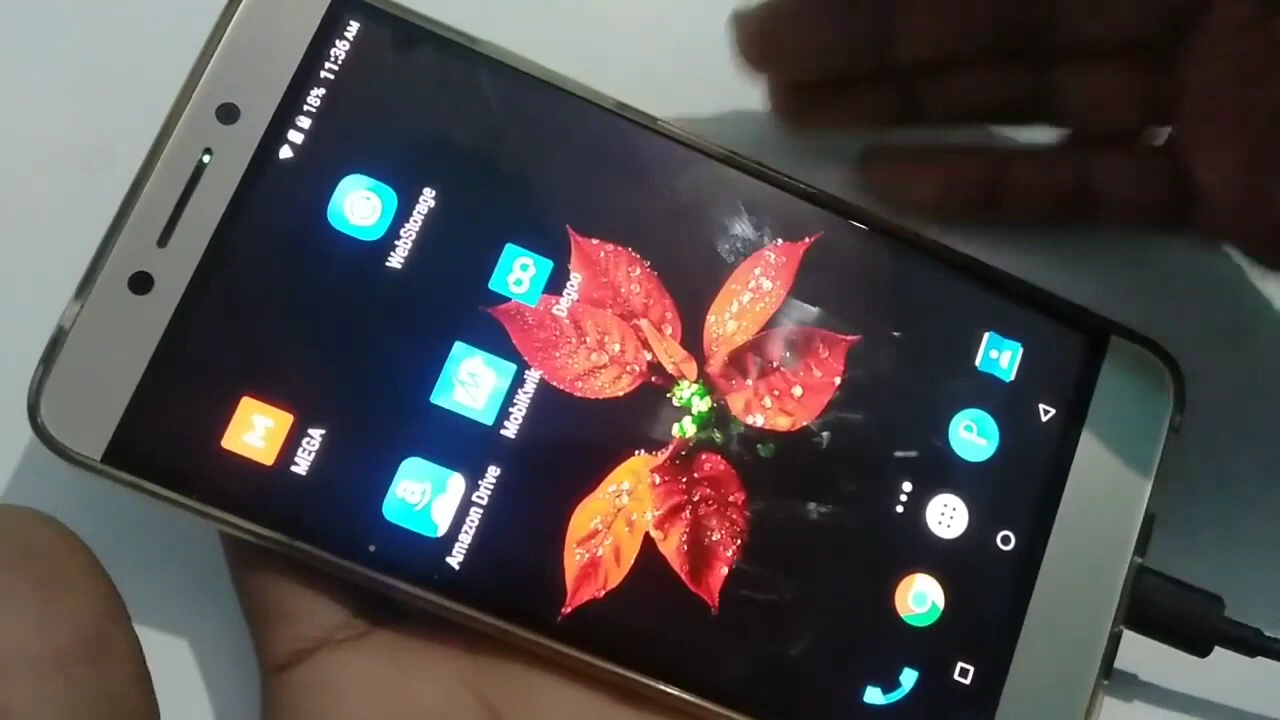 18% 11:36 AM
WebStorage
Degoo
MEGA
MobiKwik
Amazon Drive